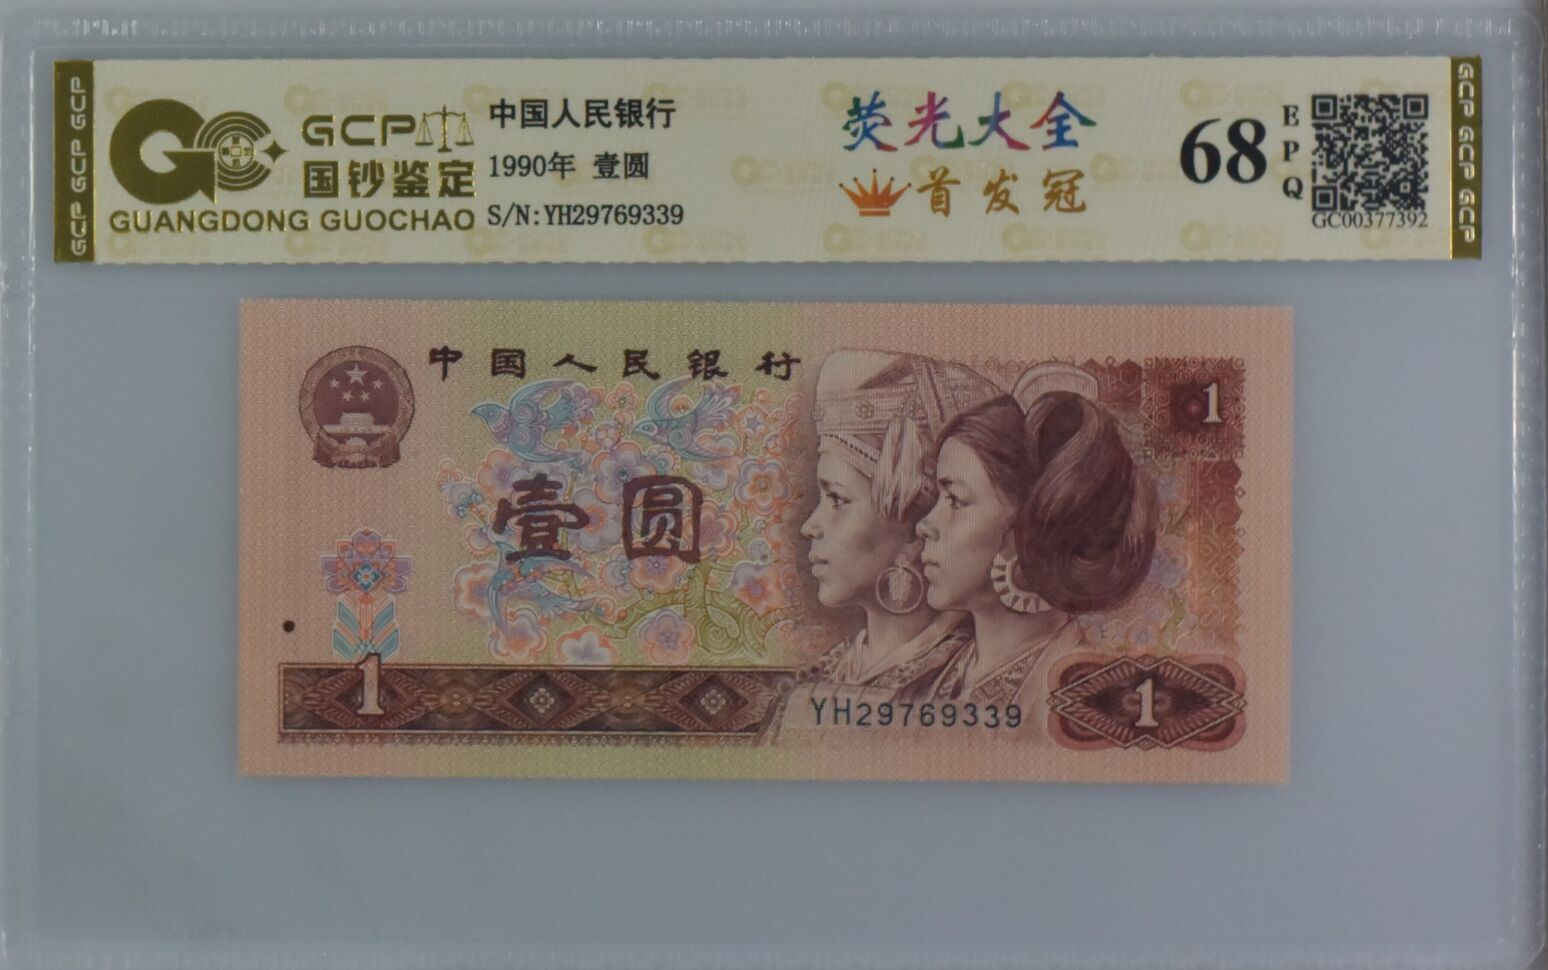 GCP GCP GCP
GCP
国钞鉴定
GUANGDONG GUOCHAO
中国人民银行
1990年 壹圆
S/N:YH29769339
荧光大全
首发冠
68
EPQ
GC00377392
GCP GCP GCP
中国人民银行
1
壹圆
1
YH29769339
1